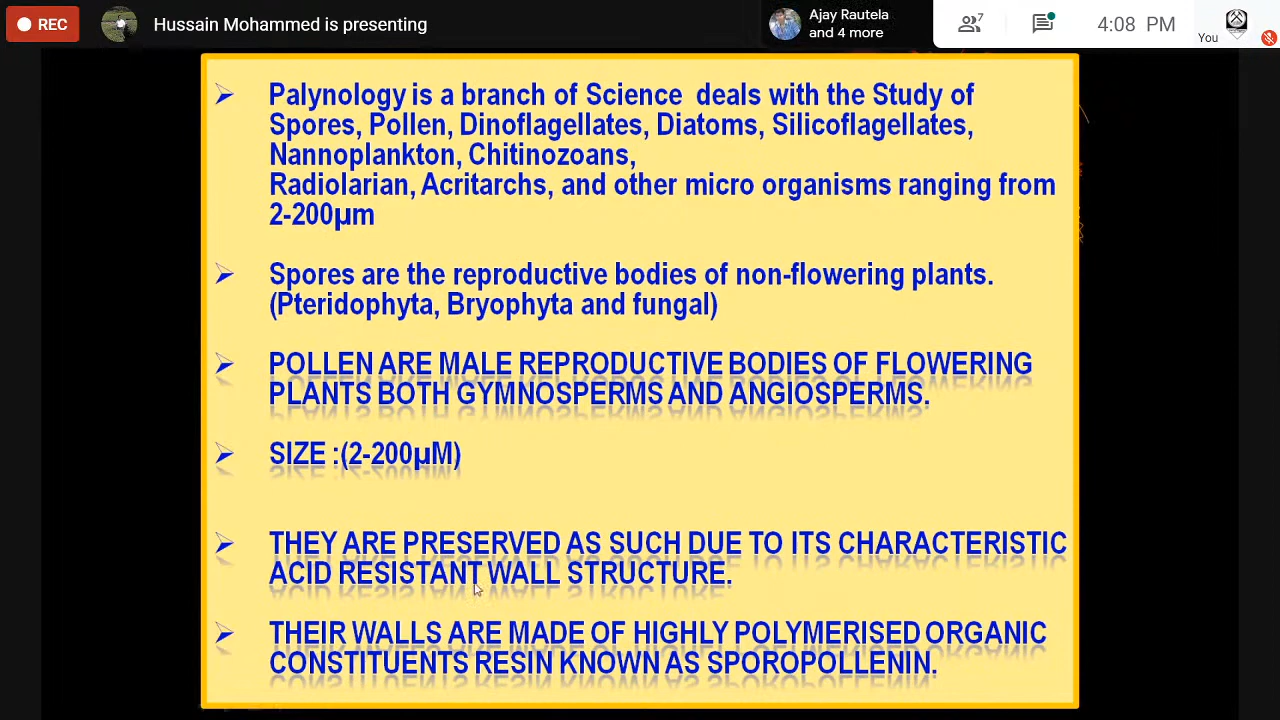 REC
Hussain Mohammed is presenting
Ajay Rautela
and 4 more
7
4:08 PM
You
Palynology is a branch of Science deals with the Study of
Spores, Pollen, Dinoflagellates, Diatoms, Silicoflagellates,
Nannoplankton, Chitinozoans,
Radiolarian, Acritarchs, and other micro organisms ranging from
2-200µm
Spores are the reproductive bodies of non-flowering plants.
(Pteridophyta, Bryophyta and fungal)
POLLEN ARE MALE REPRODUCTIVE BODIES OF FLOWERING
PLANTS BOTH GYMNOSPERMS AND ANGIOSPERMS.
SIZE :(2-200µM)
THEY ARE PRESERVED AS SUCH DUE TO ITS CHARACTERISTIC
ACID RESISTANT WALL STRUCTURE.
THEIR WALLS ARE MADE OF HIGHLY POLYMERISED ORGANIC
CONSTITUENTS RESIN KNOWN AS SPOROPOLLENIN.